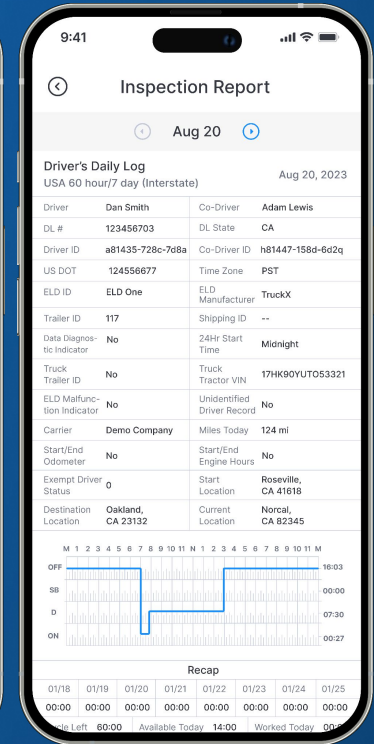 9:41
Inspection Report
Aug 20
Driver's Daily Log
USA 60 hour/7 day (Interstate)
Aug 20, 2023
Driver Dan Smith Co-Driver Adam Lewis
DL # 123456703 DL State CA
Driver ID a81435-728c-7d8a Co-Driver ID h81447-158d-6d2q
US DOT 124556677 Time Zone PST
ELD ID ELD One ELD Manufacturer TruckX
Trailer ID 117 Shipping ID --
Data Diagnos-
tic Indicator No 24Hr Start
Time Midnight
Truck
Trailer ID No Truck
Tractor VIN 17HK90YUTO53321
ELD Malfunc-
tion Indicator No Unidentified
Driver Record No
Carrier Demo Company Miles Today 124 mi
Start/End
Odometer No Start/End
Engine Hours No
Exempt Driver
Status 0 Start
Location Roseville,
CA 41618
Destination
Location Oakland,
CA 23132 Current
Location Norcal,
CA 82345
M 1 2 3 4 5 6 7 8 9 10 11 N 1 2 3 4 5 6 7 8 9 10 11 M
OFF 16:03
SB 00:00
D 07:30
ON 00:27
Recap
01/18 01/19 01/20 01/21 01/22 01/23 01/24 01/25
00:00 00:00 00:00 00:00 00:00 00:00 00:00 00:00
Left 60:00 Available Today 14:00 Worked Today